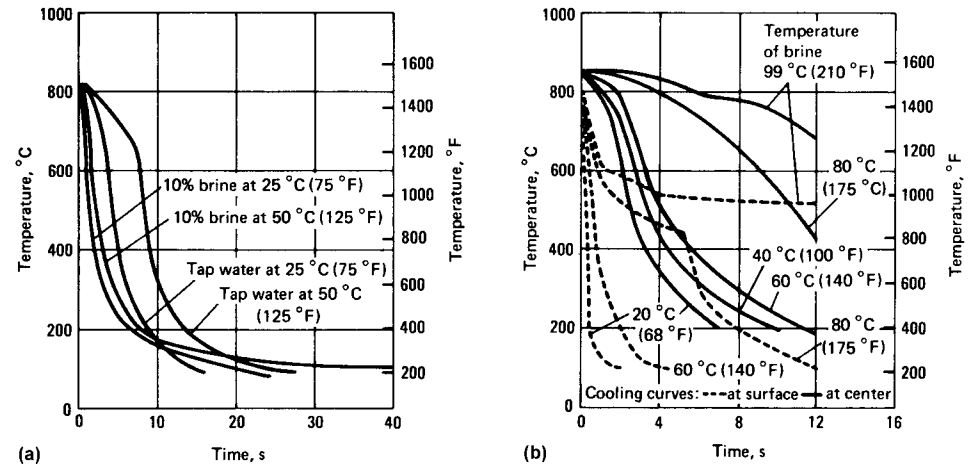 1000
800
600
400
200
0
Temperature, °C
1600
1400
1200
1000
800
600
400
200
Temperature, °F
10% brine at 25 °C (75 °F)
10% brine at 50 °C (125 °F)
Tap water at 25 °C (75 °F)
Tap water at 50 °C
(125 °F)
0 10 20 30 40
(a)
Time, s
1000
800
600
400
200
0
Temperature, °C
1600
1400
1200
1000
800
600
400
200
Temperature, °F
Temperature
of brine
99 °C (210 °F)
80 °C
(175 °C)
40 °C (100 °F)
60 °C (140 °F)
20 °C
(68 °F)
80 °C
(175 °F)
60 °C (140 °F)
Cooling curves: at surface at center
0 4 8 12 16
(b)
Time, s